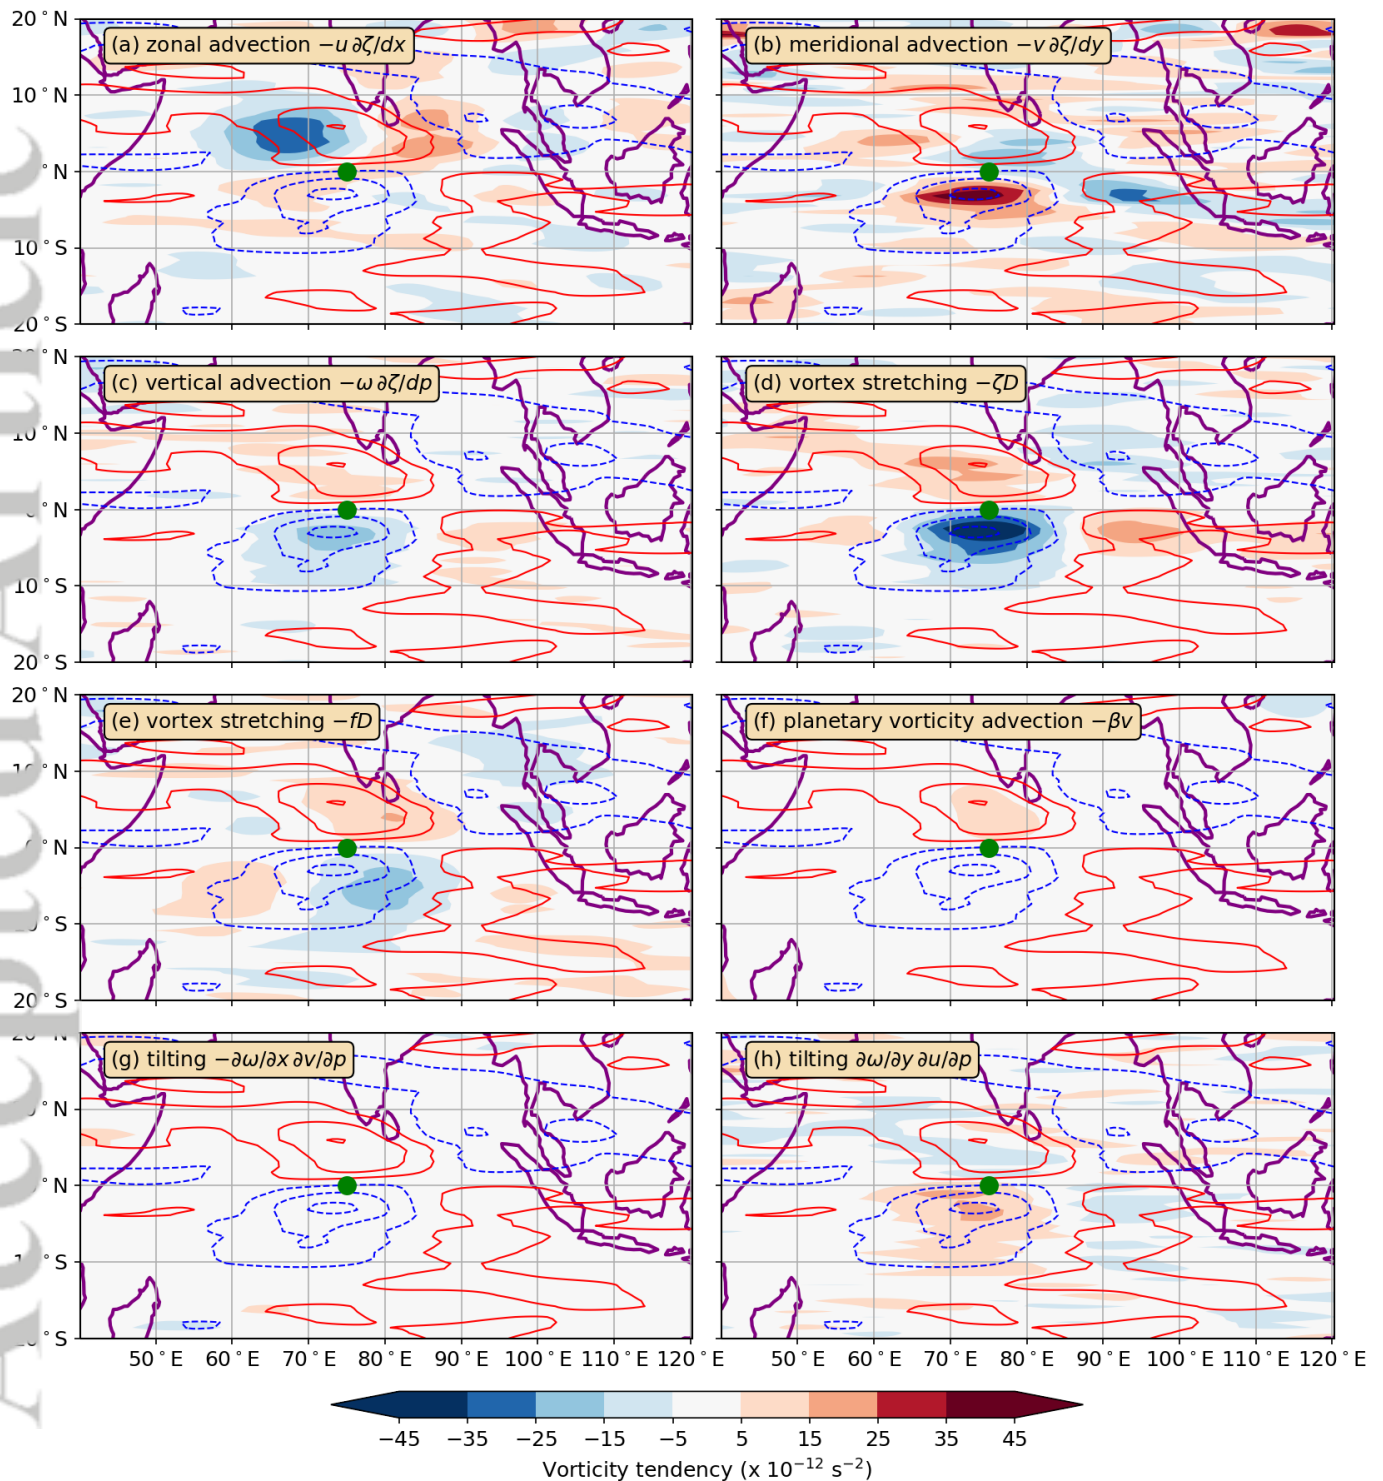 20°N
(a) zonal advection −u ∂ζ/dx
(b) meridional advection −v ∂ζ/dy
10°N
°N
10°S
20°S
(c) vertical advection −ω ∂ζ/dp
(d) vortex stretching −ζD
10°N
°N
10°S
20°S
20°N
(e) vortex stretching −fD
(f) planetary vorticity advection −βv
°N
°N
°S
20°S
(g) tilting −∂ω/∂x ∂v/∂p
(h) tilting ∂ω/∂y ∂u/∂p
°N
°N
°S
°S
50°E 60°E 70°E 80°E 90°E 100°E 110°E 120°E 50°E 60°E 70°E 80°E 90°E 100°E 110°E 120°E
−45 −35 −25 −15 −5 5 15 25 35 45
Vorticity tendency (x 10⁻¹² s⁻²)